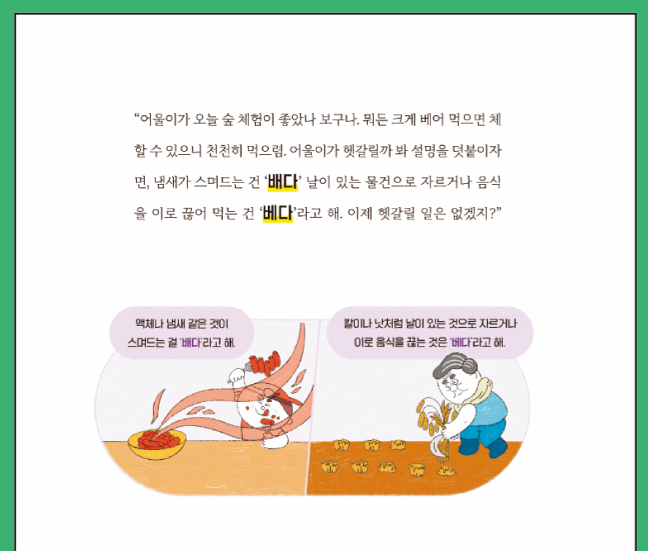 “어울이가 오늘 숲 체험이 좋았나 보구나. 뭐든 크게 베어 먹으면 체
할 수 있으니 천천히 먹으렴. 어울이가 헷갈릴까 봐 설명을 덧붙이자
면, 냄새가 스며드는 건 ‘배다’ 날이 있는 물건으로 자르거나 음식
을 이로 끊어 먹는 건 ‘베다’라고 해. 이제 헷갈릴 일은 없겠지?”
액체나 냄새 같은 것이
스며드는 걸 ‘배다’라고 해.
칼이나 낫처럼 날이 있는 것으로 자르거나
이로 음식을 끊는 것은 ‘베다’라고 해.